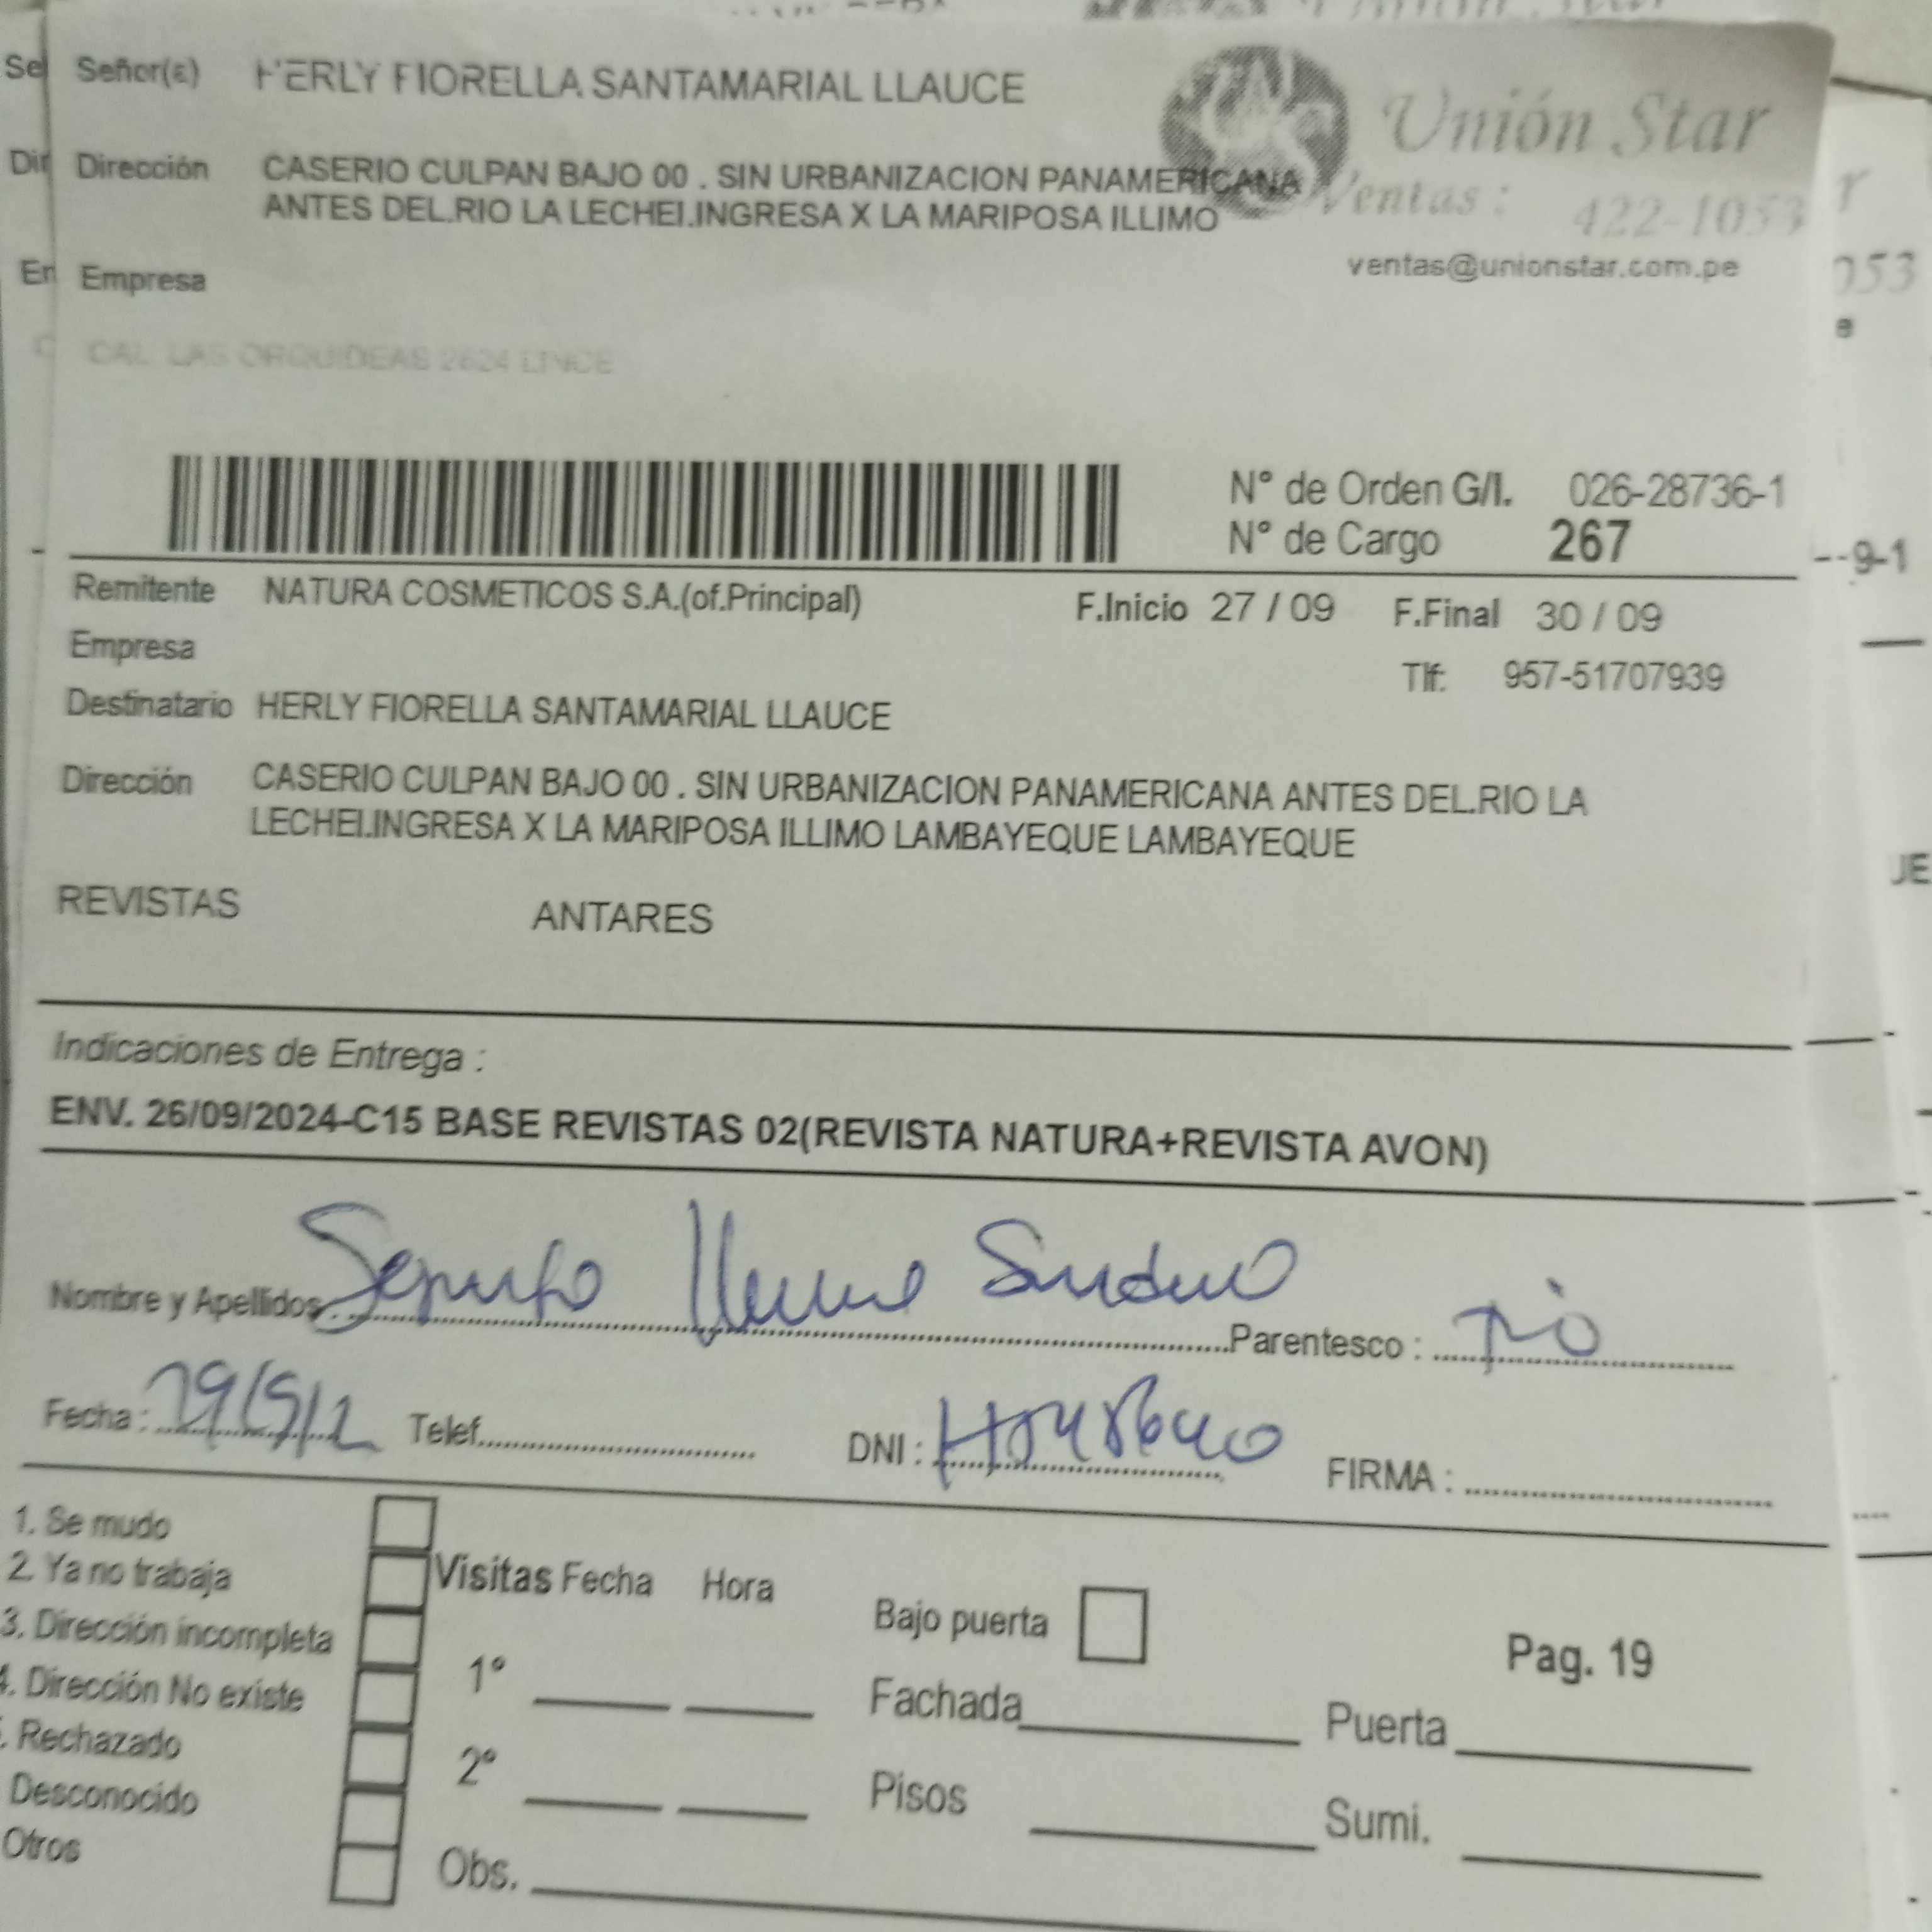 Señor(a) HERLY FIORELLA SANTAMARIAL LLAUCE
Unión Star
Dirección CASERIO CULPAN BAJO 00 . SIN URBANIZACION PANAMERICANA
ANTES DEL.RIO LA LECHEI.INGRESA X LA MARIPOSA ILLIMO
Ventas : 422-1053
ventas@unionstar.com.pe
Empresa
CAL LAS ORQUIDEAS 2624 LINCE
N° de Orden G/I. 026-28736-1
N° de Cargo 267
Remitente NATURA COSMETICOS S.A.(of.Principal) F.Inicio 27 / 09 F.Final 30 / 09
Empresa
Tlf: 957-51707939
Destinatario HERLY FIORELLA SANTAMARIAL LLAUCE
Dirección CASERIO CULPAN BAJO 00 . SIN URBANIZACION PANAMERICANA ANTES DEL.RIO LA
LECHEI.INGRESA X LA MARIPOSA ILLIMO LAMBAYEQUE LAMBAYEQUE
REVISTAS ANTARES
Indicaciones de Entrega :
ENV. 26/09/2024-C15 BASE REVISTAS 02(REVISTA NATURA+REVISTA AVON)
Nombre y Apellidos Parentesco : Tio
Fecha : Telef. DNI : FIRMA :
1. Se mudo
2. Ya no trabaja
3. Dirección incompleta
4. Dirección No existe
. Rechazado
Desconocido
Otros
Visitas Fecha Hora
1°
2°
Obs.
Bajo puerta
Fachada
Pisos
Pag. 19
Puerta
Sumi.